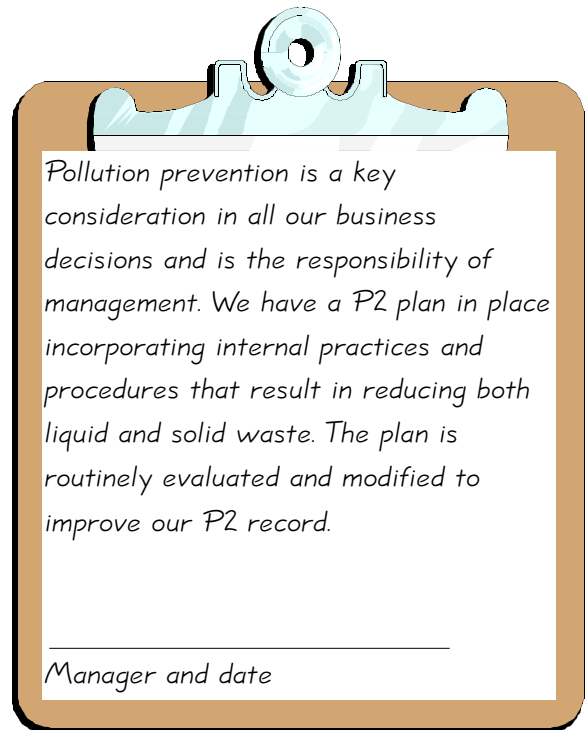 Pollution prevention is a key
consideration in all our business
decisions and is the responsibility of
management. We have a P2 plan in place
incorporating internal practices and
procedures that result in reducing both
liquid and solid waste. The plan is
routinely evaluated and modified to
improve our P2 record.
Manager and date